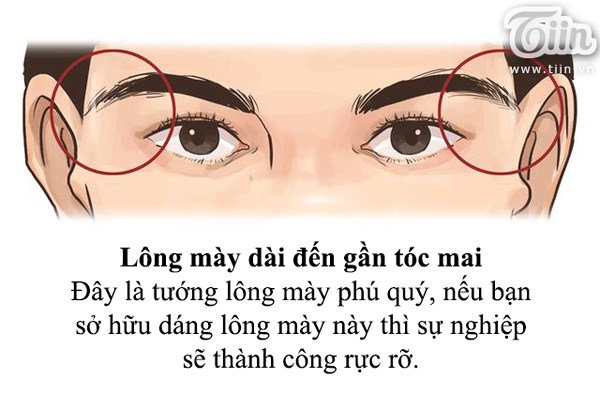 Tiin
www.tiin.vn
Lông mày dài đến gần tóc mai
Đây là tướng lông mày phú quý, nếu bạn
sở hữu dáng lông mày này thì sự nghiệp
sẽ thành công rực rỡ.